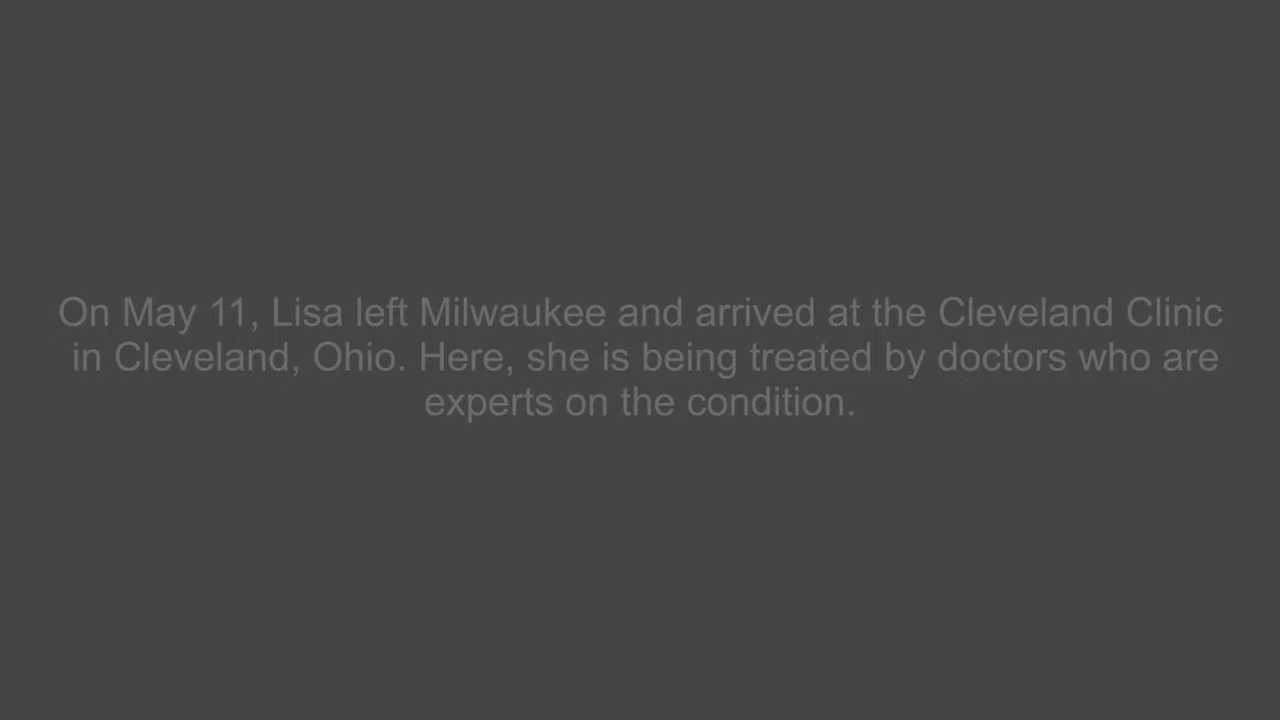 On May 11, Lisa left Milwaukee and arrived at the Cleveland Clinic
in Cleveland, Ohio. Here, she is being treated by doctors who are
experts on the condition.